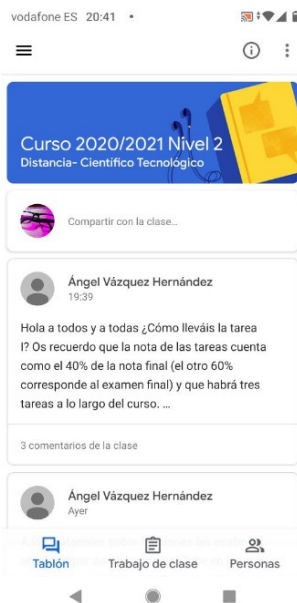 vodafone ES 20:41
Curso 2020/2021 Nivel 2
Distancia- Científico Tecnológico
Compartir con la clase...
Ángel Vázquez Hernández
19:39
Hola a todos y a todas ¿Cómo lleváis la tarea
I? Os recuerdo que la nota de las tareas cuenta
como el 40% de la nota final (el otro 60%
corresponde al examen final) y que habrá tres
tareas a lo largo del curso. ...
3 comentarios de la clase
Ángel Vázquez Hernández
Ayer
Tablón Trabajo de clase Personas